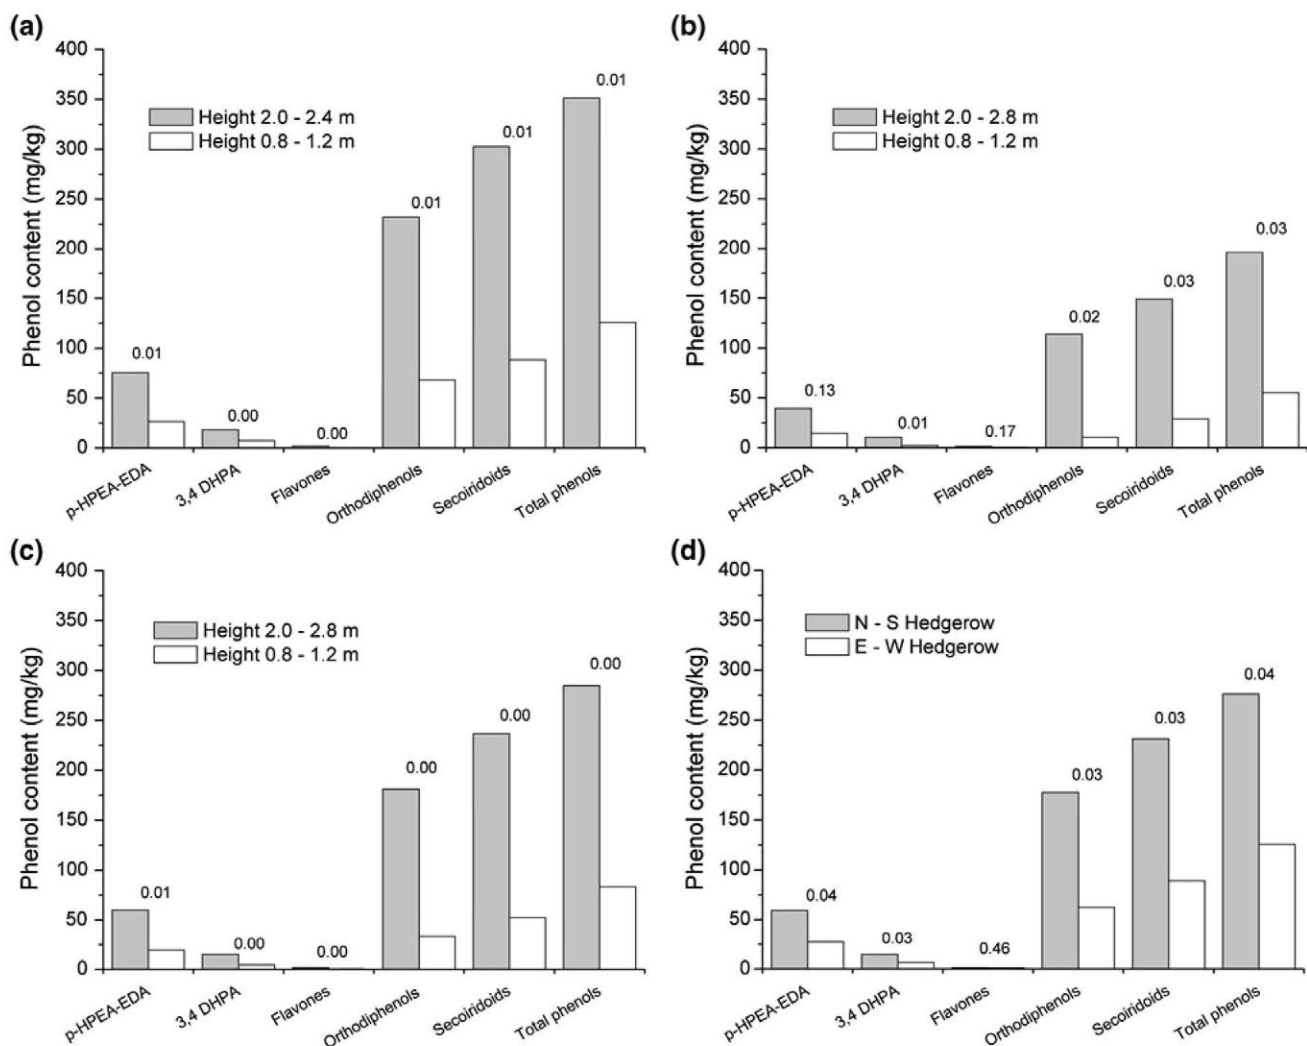 (a)
400
350
300
250
200
150
100
50
0
Phenol content (mg/kg)
Height 2.0 - 2.4 m
Height 0.8 - 1.2 m
0.01
0.00
0.00
0.01
0.01
0.01
p-HPEA-EDA
3,4 DHPA
Flavones
Orthodiphenols
Secoiridoids
Total phenols
(b)
400
350
300
250
200
150
100
50
0
Phenol content (mg/kg)
Height 2.0 - 2.8 m
Height 0.8 - 1.2 m
0.13
0.01
0.17
0.02
0.03
0.03
p-HPEA-EDA
3,4 DHPA
Flavones
Orthodiphenols
Secoiridoids
Total phenols
(c)
400
350
300
250
200
150
100
50
0
Phenol content (mg/kg)
Height 2.0 - 2.8 m
Height 0.8 - 1.2 m
0.01
0.00
0.00
0.00
0.00
0.00
p-HPEA-EDA
3,4 DHPA
Flavones
Orthodiphenols
Secoiridoids
Total phenols
(d)
400
350
300
250
200
150
100
50
0
Phenol content (mg/kg)
N - S Hedgerow
E - W Hedgerow
0.04
0.03
0.46
0.03
0.03
0.04
p-HPEA-EDA
3,4 DHPA
Flavones
Orthodiphenols
Secoiridoids
Total phenols